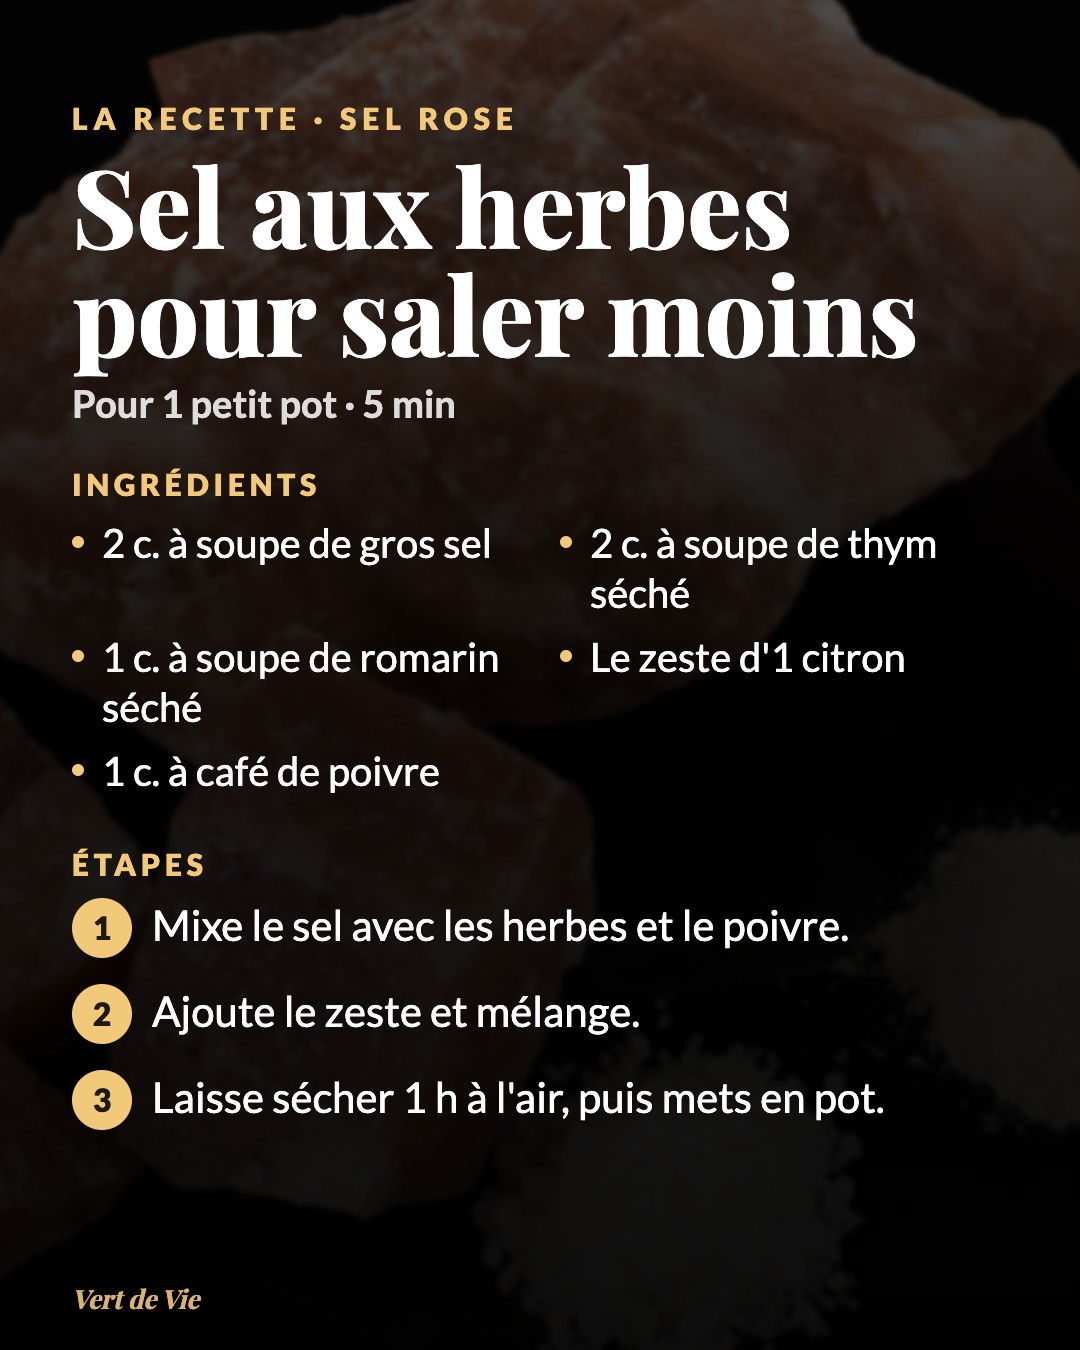 LA RECETTE · SEL ROSE
Sel aux herbes
pour saler moins
Pour 1 petit pot · 5 min
INGRÉDIENTS
• 2 c. à soupe de gros sel
• 2 c. à soupe de thym
séché
• 1 c. à soupe de romarin
séché
• Le zeste d'1 citron
• 1 c. à café de poivre
ÉTAPES
1 Mixe le sel avec les herbes et le poivre.
2 Ajoute le zeste et mélange.
3 Laisse sécher 1 h à l'air, puis mets en pot.
Vert de Vie